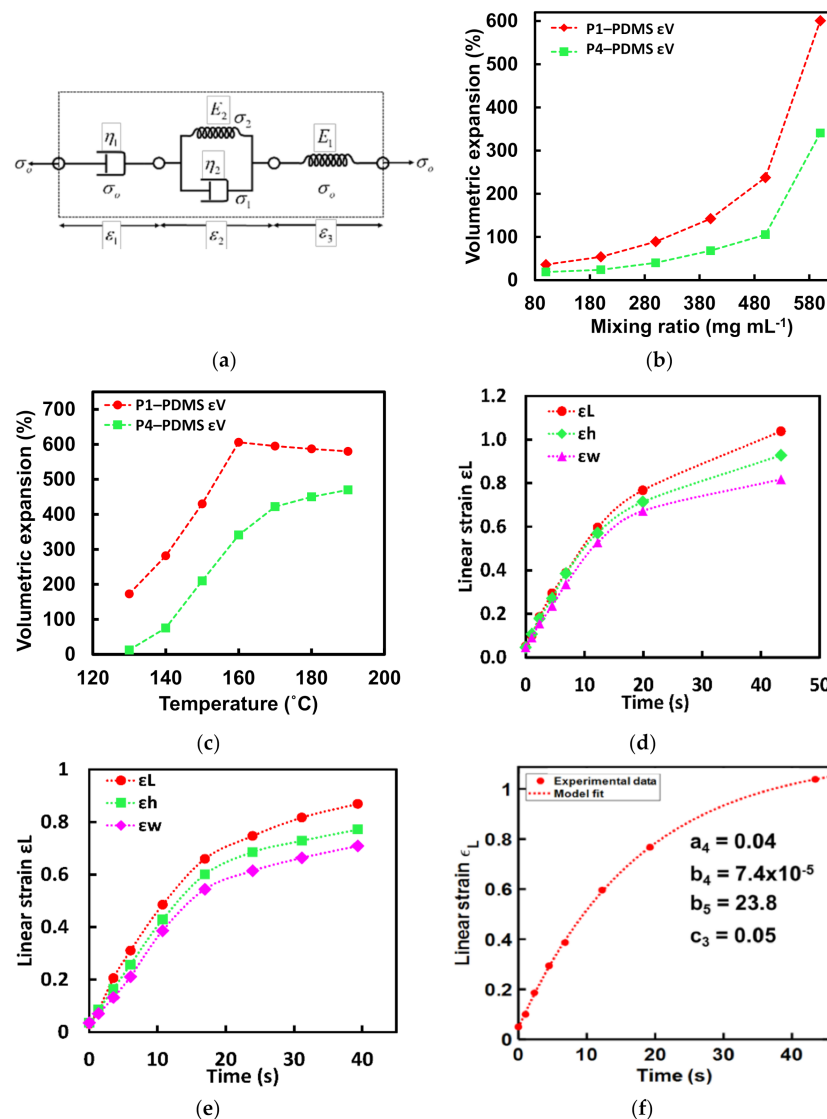 η1
E2
σ2
E1
η2
σo
σo
σo
σ1
σo
ε1
ε2
ε3
(a)
Volumetric expansion (%)
600
500
400
300
200
100
0
P1–PDMS εV
P4–PDMS εV
80 180 280 380 480 580
Mixing ratio (mg mL-1)
(b)
Volumetric expansion (%)
700
600
500
400
300
200
100
0
P1–PDMS εV
P4–PDMS εV
120 140 160 180 200
Temperature (˚C)
(c)
Linear strain εL
1.2
1.0
0.8
0.6
0.4
0.2
0.0
εL
εh
εw
0 10 20 30 40 50
Time (s)
(d)
Linear strain εL
1
0.8
0.6
0.4
0.2
0
εL
εh
εw
0 10 20 30 40
Time (s)
(e)
Linear strain ϵL
1
0.8
0.6
0.4
0.2
0
Experimental data
Model fit
a4 = 0.04
b4 = 7.4x10-5
b5 = 23.8
c3 = 0.05
0 10 20 30 40
Time (s)
(f)